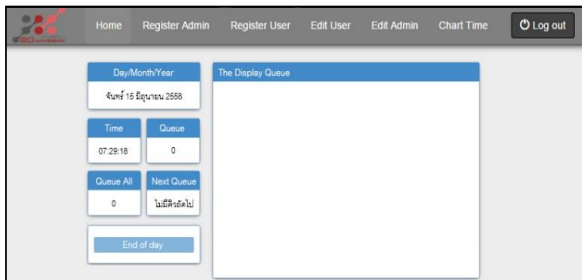 Home Register Admin Register User Edit User Edit Admin Chart Time Log out
Day/Month/Year
จันทร์ 15 มิถุนายน 2558
Time Queue
07:29:18 0
Queue All Next Queue
0 ไม่มีคิวถัดไป
End of day
The Display Queue